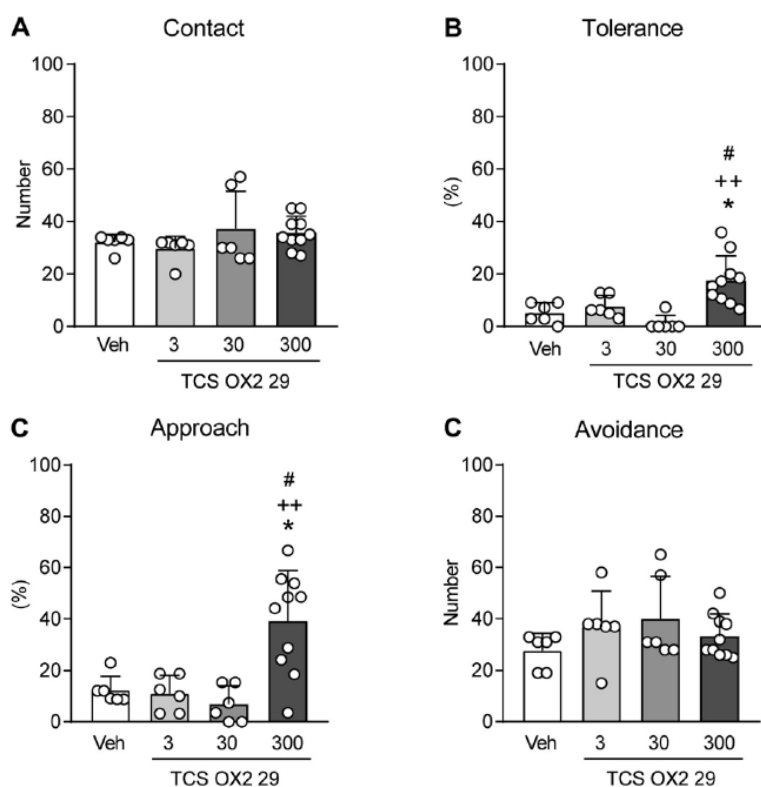 A Contact
100
80
60
40
20
0
Number
Veh 3 30 300
TCS OX2 29
B Tolerance
100
80
60
40
20
0
(%)
#
++
*
Veh 3 30 300
TCS OX2 29
C Approach
100
80
60
40
20
0
(%)
#
++
*
Veh 3 30 300
TCS OX2 29
C Avoidance
100
80
60
40
20
0
Number
Veh 3 30 300
TCS OX2 29